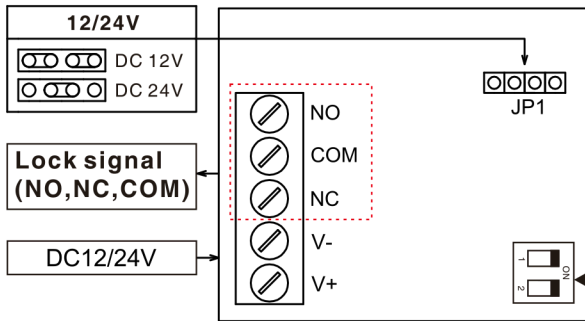 12/24V
DC 12V
DC 24V
JP1
NO
COM
NC
V-
V+
Lock signal
(NO,NC,COM)
DC12/24V
1
2
ON